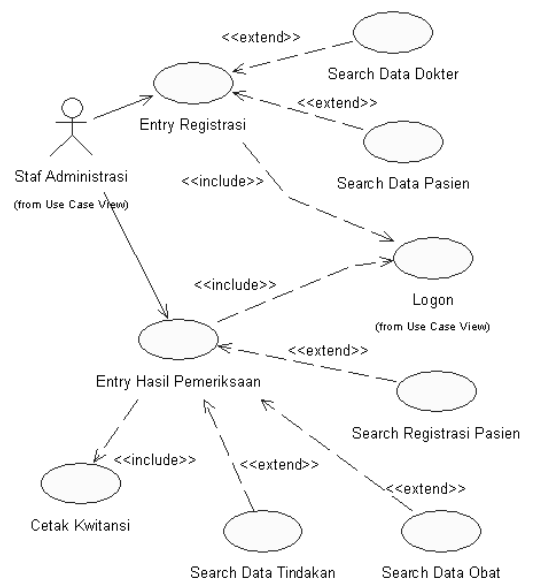 <<extend>>
Search Data Dokter
<<extend>>
Entry Registrasi
Staf Administrasi
(from Use Case View)
<<include>>
Search Data Pasien
<<include>>
Logon
(from Use Case View)
<<extend>>
Entry Hasil Pemeriksaan
Search Registrasi Pasien
<<include>>
<<extend>>
<<extend>>
Cetak Kwitansi
Search Data Tindakan
Search Data Obat